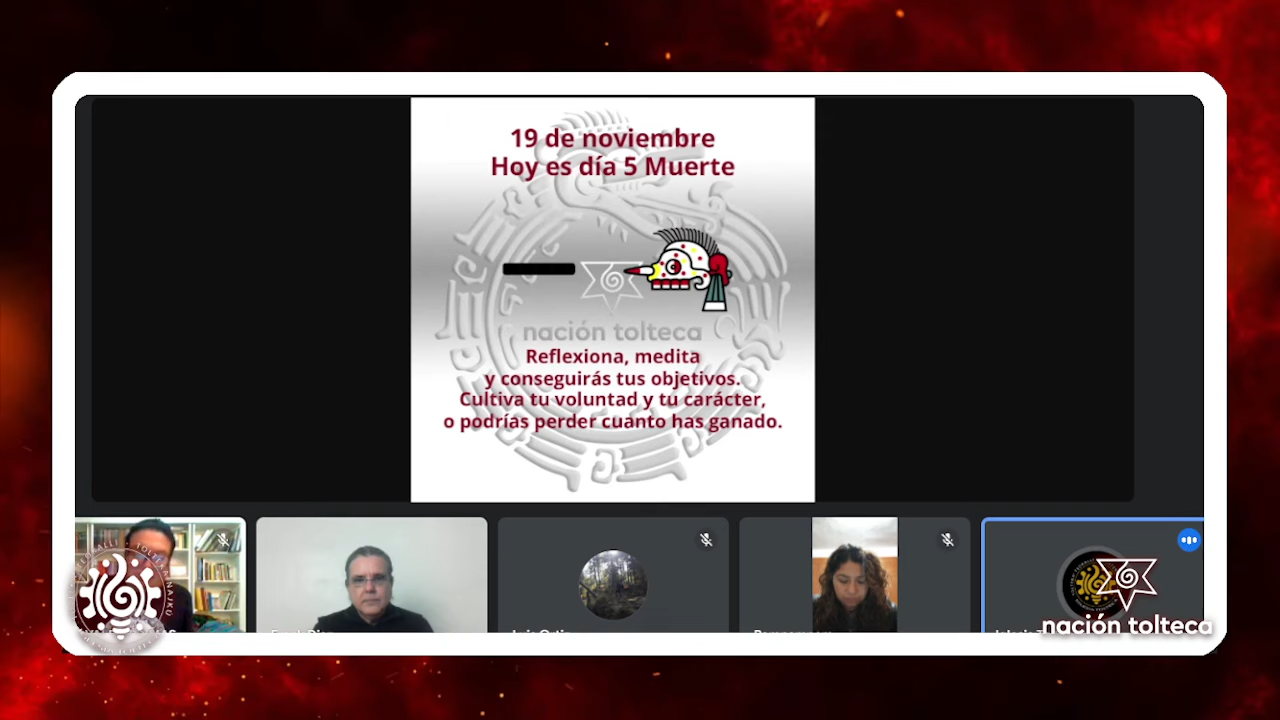 19 de noviembre
Hoy es día 5 Muerte
nación tolteca
Reflexiona, medita
y conseguirás tus objetivos.
Cultiva tu voluntad y tu carácter,
o podrías perder cuanto has ganado.
nación tolteca